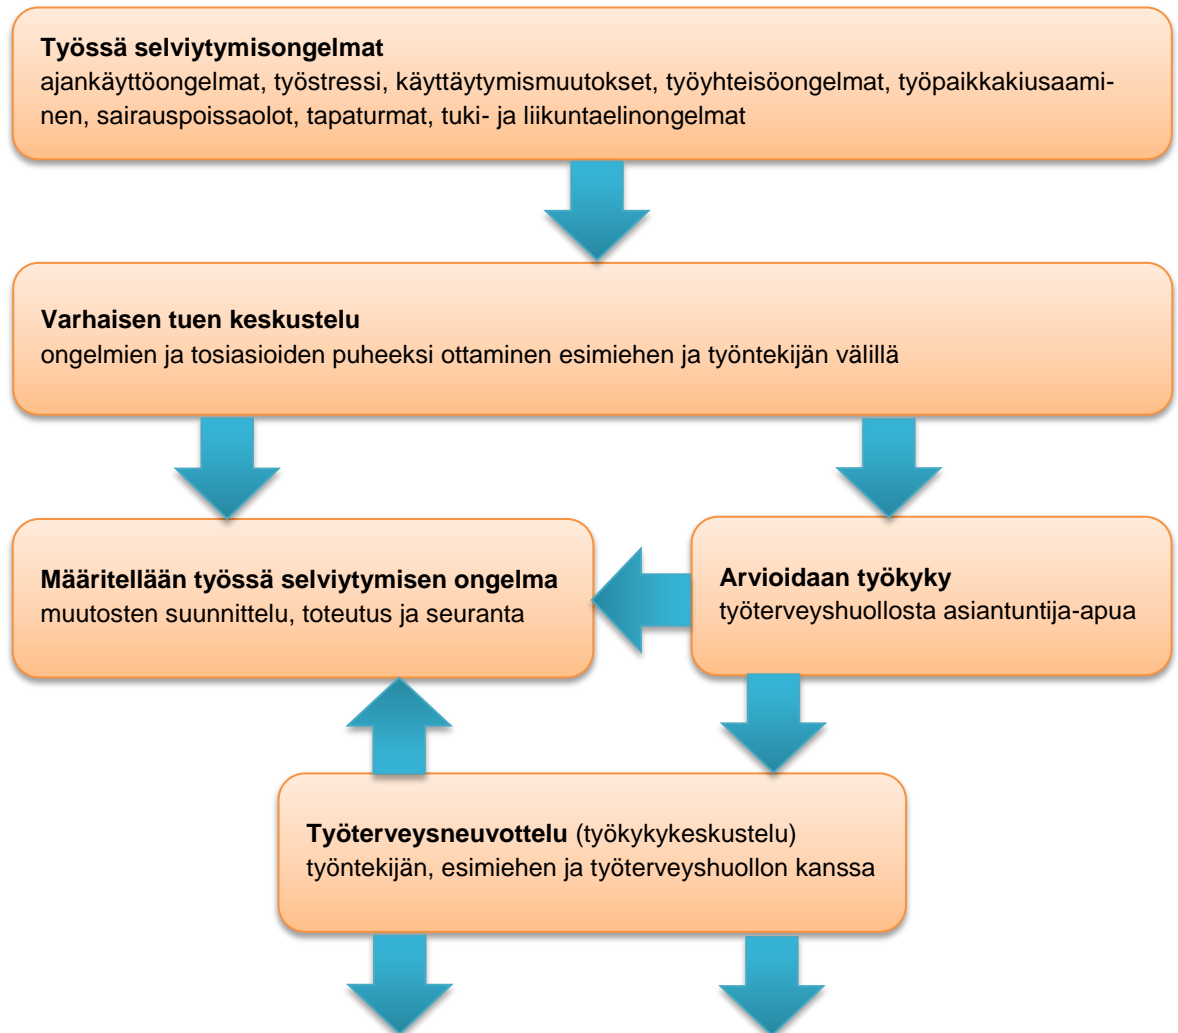 Työssä selviytymisongelmat
ajankäyttöongelmat, työstressi, käyttäytymismuutokset, työyhteisöongelmat, työpaikkakiusaami-
nen, sairauspoissaolot, tapaturmat, tuki- ja liikuntaelinongelmat
Varhaisen tuen keskustelu
ongelmien ja tosiasioiden puheeksi ottaminen esimiehen ja työntekijän välillä
Määritellään työssä selviytymisen ongelma
muutosten suunnittelu, toteutus ja seuranta
Arvioidaan työkyky
työterveyshuollosta asiantuntija-apua
Työterveysneuvottelu (työkykykeskustelu)
työntekijän, esimiehen ja työterveyshuollon kanssa